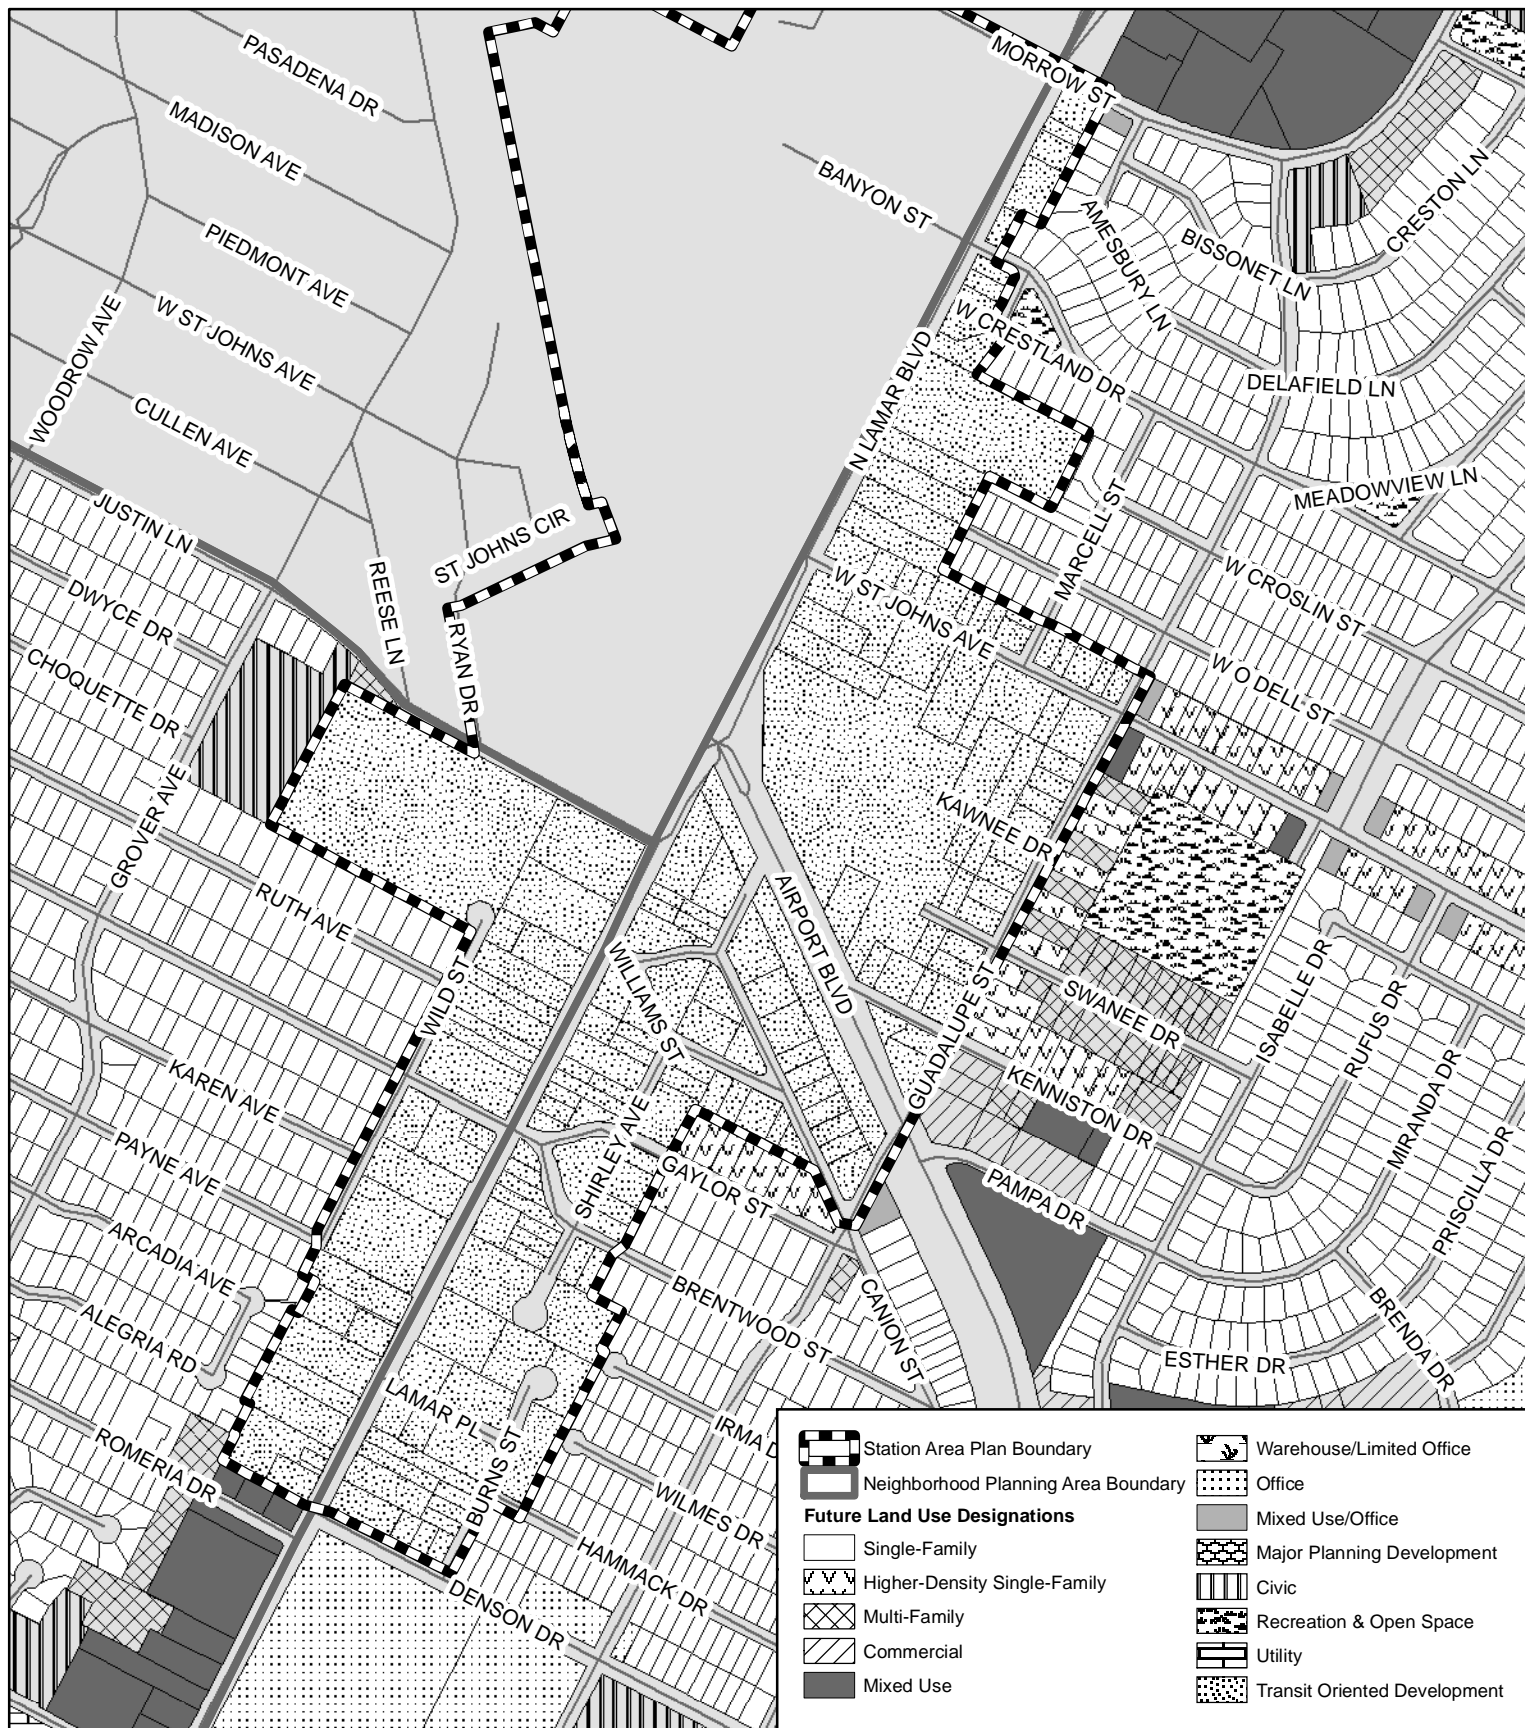 PASADENA DR
MORROW ST
MADISON AVE
BANYON ST
CRESTON LN
AMESBURY LN
BISSONET LN
PIEDMONT AVE
W ST JOHNS AVE
W CRESTLAND DR
WOODROW AVE
N LAMAR BLVD
DELAFIELD LN
CULLEN AVE
MEADOWVIEW LN
JUSTIN LN
ST JOHNS CIR
MARCELL ST
REESE LN
W ST JOHNS AVE
W CROSLIN ST
DWYCE DR
RYAN DR
CHOQUETTE DR
W O DELL ST
GROVER AVE
KAWNEE DR
RUTH AVE
AIRPORT BLVD
WILD ST
WILLIAMS ST
GUADALUPE ST
SWANEE DR
ISABELLE DR
RUFUS DR
KAREN AVE
KENNISTON DR
MIRANDA DR
SHIRLEY AVE
PAYNE AVE
GAYLOR ST
PAMPA DR
PRISCILLA DR
ARCADIA AVE
BRENTWOOD ST
CANION ST
BRENDA DR
ALEGRIA RD
ESTHER DR
LAMAR PL
IRMA D
BURNS ST
ROMERIA DR
WILMES DR
HAMMACK DR
DENSON DR
Station Area Plan Boundary
Neighborhood Planning Area Boundary
Future Land Use Designations
Single-Family
Higher-Density Single-Family
Multi-Family
Commercial
Mixed Use
Warehouse/Limited Office
Office
Mixed Use/Office
Major Planning Development
Civic
Recreation & Open Space
Utility
Transit Oriented Development